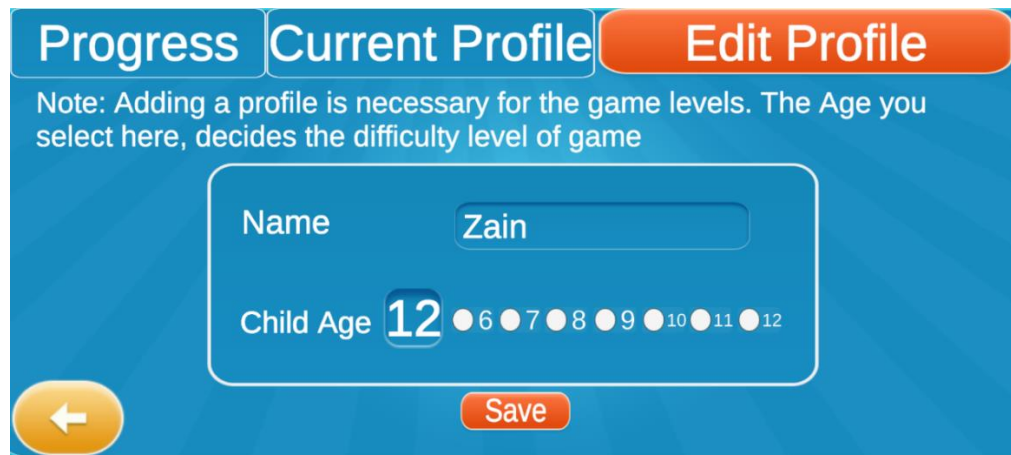 Progress Current Profile Edit Profile
Note: Adding a profile is necessary for the game levels. The Age you
select here, decides the difficulty level of game
Name Zain
Child Age 12 6 7 8 9 10 11 12
Save